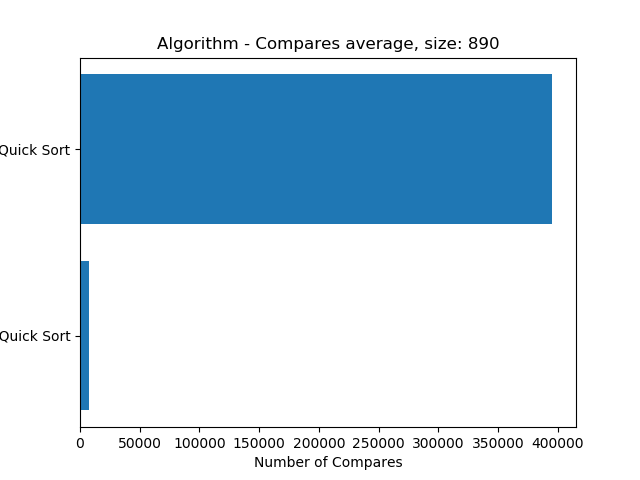 Algorithm - Compares average, size: 890
Quick Sort
Quick Sort
0 50000 100000 150000 200000 250000 300000 350000 400000
Number of Compares